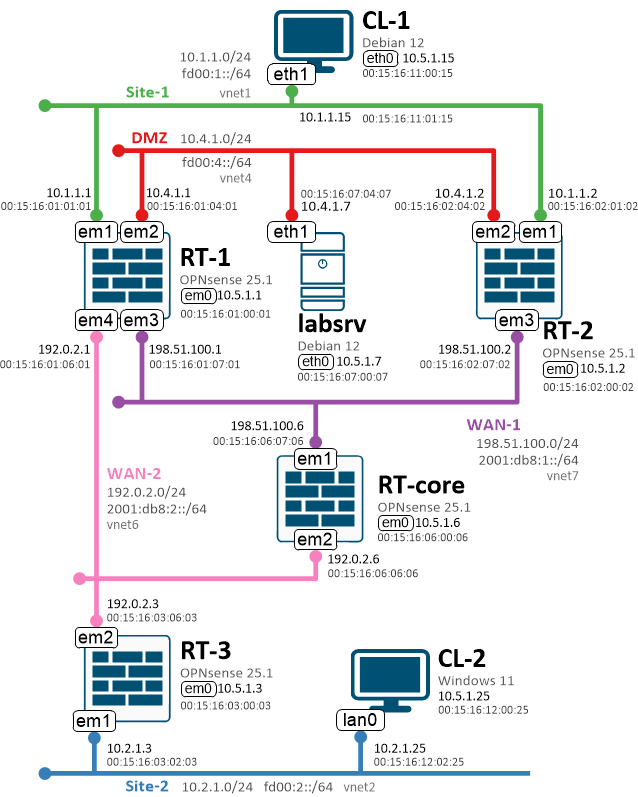 CL-1
Debian 12
eth0 10.5.1.15
00:15:16:11:00:15
10.1.1.0/24
fd00:1::/64
eth1
Site-1
vnet1
10.1.1.15
00:15:16:11:01:15
DMZ
10.4.1.0/24
fd00:4::/64
vnet4
10.1.1.1
00:15:16:01:01:01
10.4.1.1
00:15:16:01:04:01
00:15:16:07:04:07
10.4.1.7
10.4.1.2
00:15:16:02:04:02
10.1.1.2
00:15:16:02:01:02
em1
em2
eth1
em2
em1
RT-1
OPNsense 25.1
em0 10.5.1.1
00:15:16:01:00:01
em4
em3
labsrv
Debian 12
eth0 10.5.1.7
00:15:16:07:00:07
em3
RT-2
OPNsense 25.1
em0 10.5.1.2
00:15:16:02:00:02
192.0.2.1
00:15:16:01:06:01
198.51.100.1
00:15:16:01:07:01
198.51.100.2
00:15:16:02:07:02
198.51.100.6
00:15:16:06:07:06
WAN-1
198.51.100.0/24
2001:db8:1::/64
vnet7
em1
WAN-2
192.0.2.0/24
2001:db8:2::/64
vnet6
RT-core
OPNsense 25.1
em0 10.5.1.6
00:15:16:06:00:06
em2
192.0.2.6
00:15:16:06:06:06
192.0.2.3
00:15:16:03:06:03
em2
RT-3
OPNsense 25.1
em0 10.5.1.3
00:15:16:03:00:03
em1
CL-2
Windows 11
10.5.1.25
00:15:16:12:00:25
lan0
10.2.1.3
00:15:16:03:02:03
10.2.1.25
00:15:16:12:02:25
Site-2 10.2.1.0/24 fd00:2::/64 vnet2